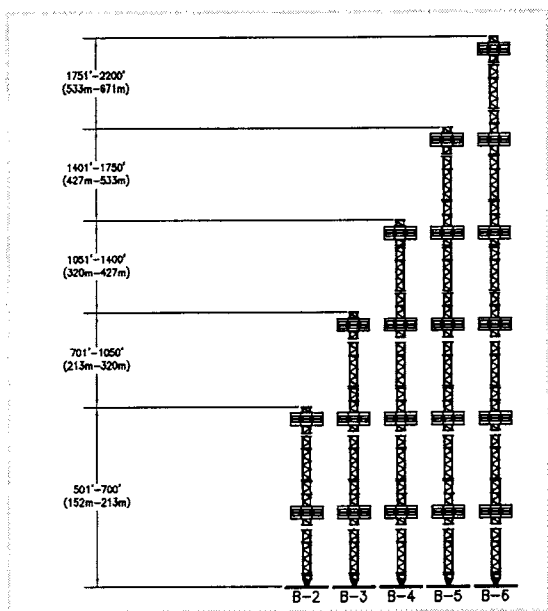 1751'-2200'
(533m-671m)
1401'-1750'
(427m-533m)
1051'-1400'
(320m-427m)
701'-1050'
(213m-320m)
501'-700'
(152m-213m)
B-2 B-3 B-4 B-5 B-6